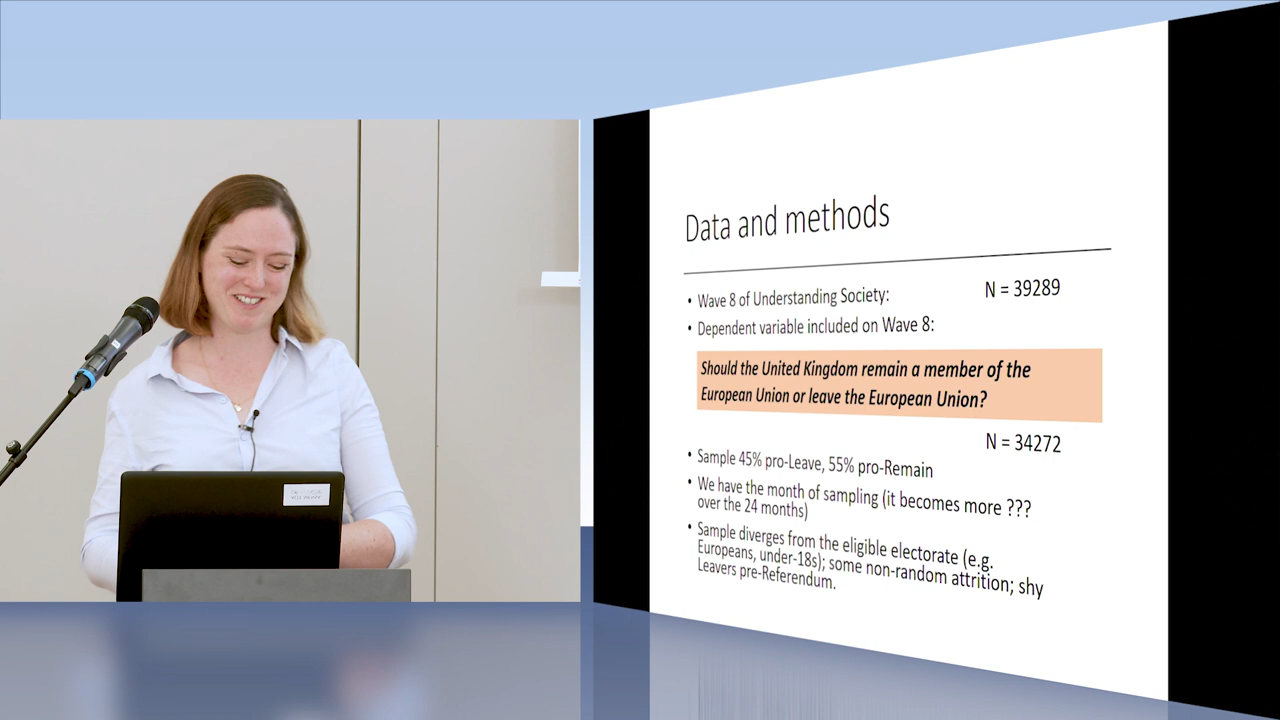 Data and methods
• Wave 8 of Understanding Society: N = 39289
• Dependent variable included on Wave 8:
Should the United Kingdom remain a member of the
European Union or leave the European Union?
N = 34272
• Sample 45% pro-Leave, 55% pro-Remain
• We have the month of sampling (it becomes more ???
over the 24 months)
• Sample diverges from the eligible electorate (e.g.
Europeans, under-18s); some non-random attrition; shy
Leavers pre-Referendum.